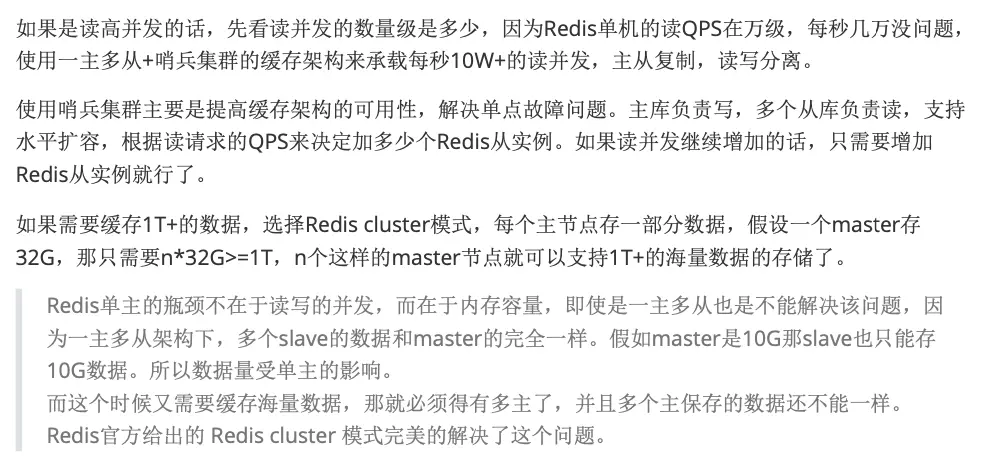 如果是读高并发的话，先看读并发的数量级是多少，因为Redis单机的读QPS在万级，每秒几万没问题，
使用一主多从+哨兵集群的缓存架构来承载每秒10W+的读并发，主从复制，读写分离。
使用哨兵集群主要是提高缓存架构的可用性，解决单点故障问题。主库负责写，多个从库负责读，支持
水平扩容，根据读请求的QPS来决定加多少个Redis从实例。如果读并发继续增加的话，只需要增加
Redis从实例就行了。
如果需要缓存1T+的数据，选择Redis cluster模式，每个主节点存一部分数据，假设一个master存
32G，那只需要n*32G>=1T，n个这样的master节点就可以支持1T+的海量数据的存储了。
Redis单主的瓶颈不在于读写的并发，而在于内存容量，即使是一主多从也是不能解决该问题，因
为一主多从架构下，多个slave的数据和master的完全一样。假如master是10G那slave也只能存
10G数据。所以数据量受单主的影响。
而这个时候又需要缓存海量数据，那就必须得有多主了，并且多个主保存的数据还不能一样。
Redis官方给出的 Redis cluster 模式完美的解决了这个问题。